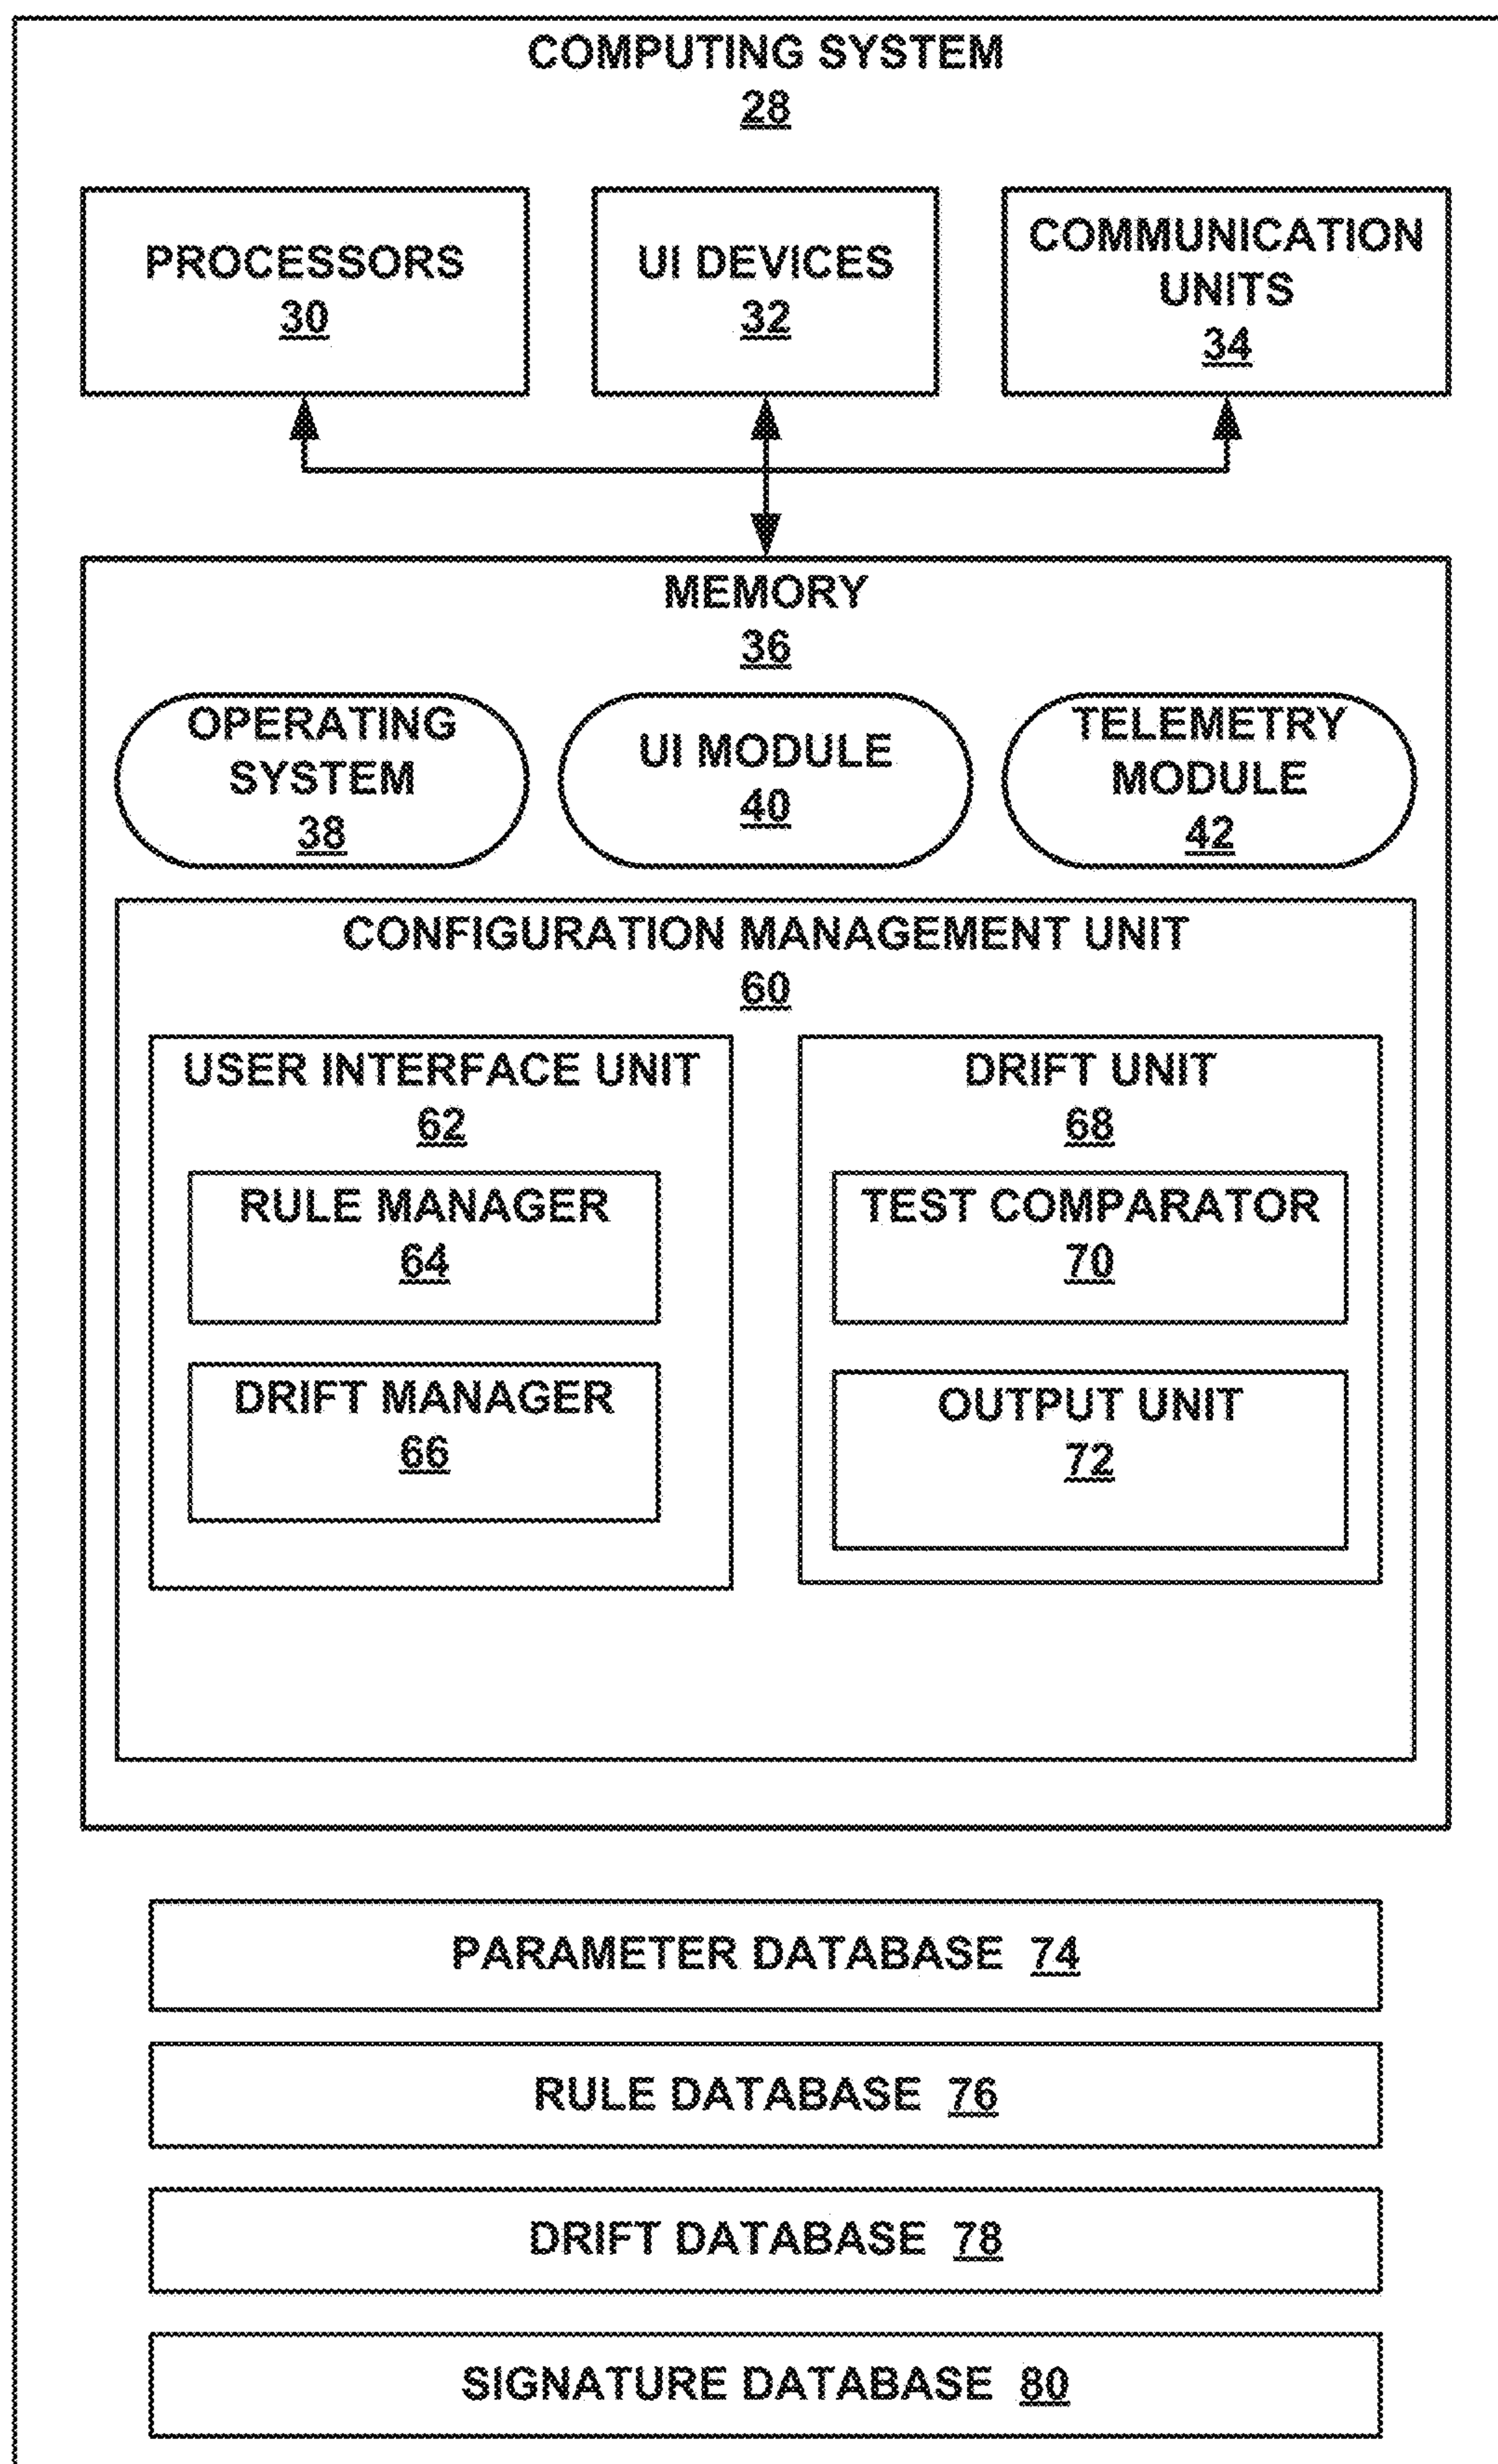 COMPUTING SYSTEM
28
PROCESSORS
30
UI DEVICES
32
COMMUNICATION
UNITS
34
MEMORY
36
OPERATING
SYSTEM
38
UI MODULE
40
TELEMETRY
MODULE
42
CONFIGURATION MANAGEMENT UNIT
60
USER INTERFACE UNIT
62
RULE MANAGER
64
DRIFT MANAGER
66
DRIFT UNIT
68
TEST COMPARATOR
70
OUTPUT UNIT
72
PARAMETER DATABASE 74
RULE DATABASE 76
DRIFT DATABASE 78
SIGNATURE DATABASE 80